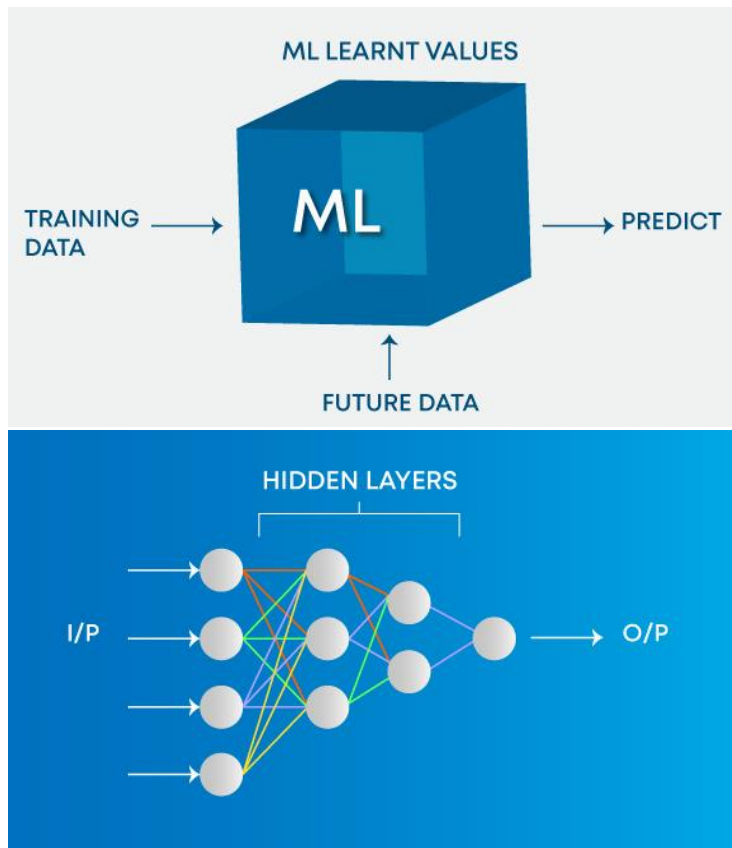 ML LEARNT VALUES
ML
TRAINING
DATA
PREDICT
FUTURE DATA
HIDDEN LAYERS
I/P
O/P